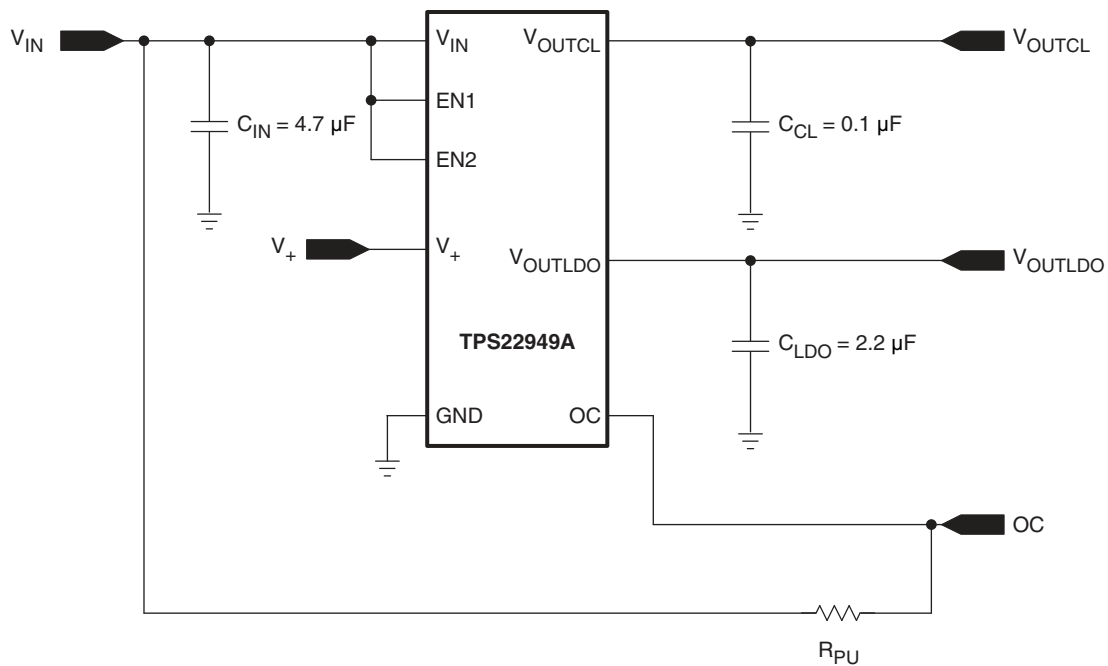 V_IN
V_IN
V_OUTCL
V_OUTCL
EN1
C_IN = 4.7 µF
C_CL = 0.1 µF
EN2
V_+
V_+
V_OUTLDO
V_OUTLDO
TPS22949A
C_LDO = 2.2 µF
GND
OC
OC
R_PU